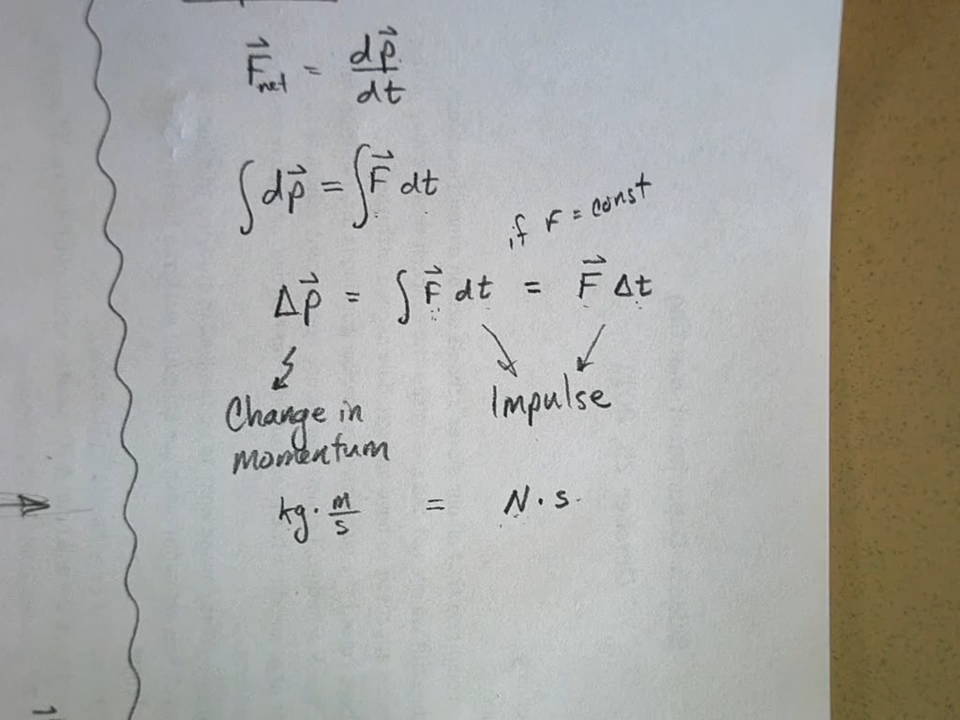 F⃗net = dp⃗/dt
∫dp⃗ = ∫F⃗ dt
if F = const
Δp⃗ = ∫ F⃗ dt = F⃗ Δt
Change in
momentum
Impulse
kg · m/s = N · s